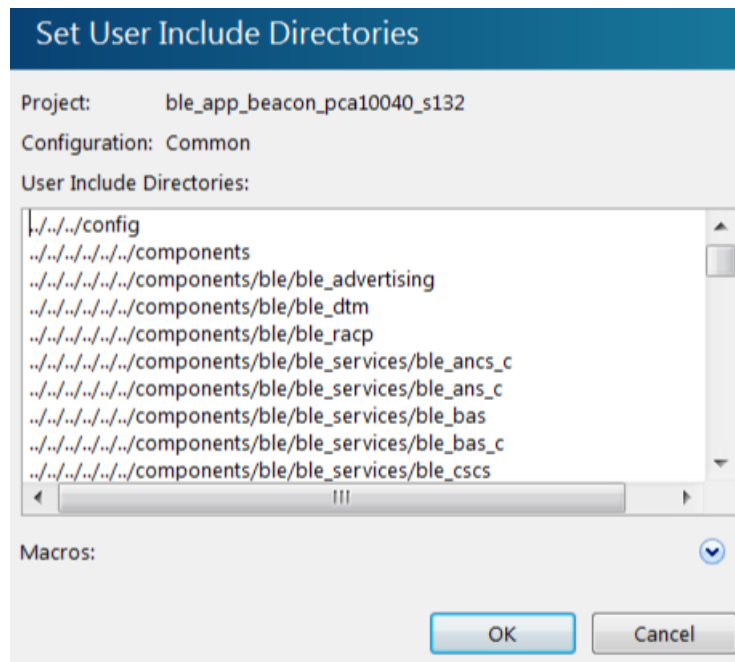 Set User Include Directories
Project: ble_app_beacon_pca10040_s132
Configuration: Common
User Include Directories:
../../../config
../../../../../../components
../../../../../../components/ble/ble_advertising
../../../../../../components/ble/ble_dtm
../../../../../../components/ble/ble_racp
../../../../../../components/ble/ble_services/ble_ancs_c
../../../../../../components/ble/ble_services/ble_ans_c
../../../../../../components/ble/ble_services/ble_bas
../../../../../../components/ble/ble_services/ble_bas_c
../../../../../../components/ble/ble_services/ble_cscs
Macros:
OK Cancel